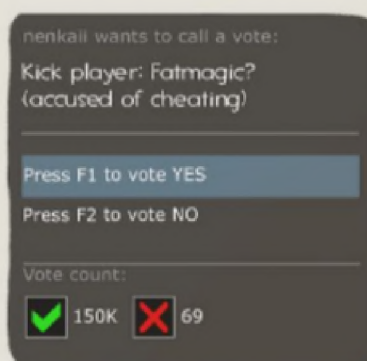 nenkaii wants to call a vote:
Kick player: Fatmagic?
(accused of cheating)
Press F1 to vote YES
Press F2 to vote NO
Vote count:
150K 69